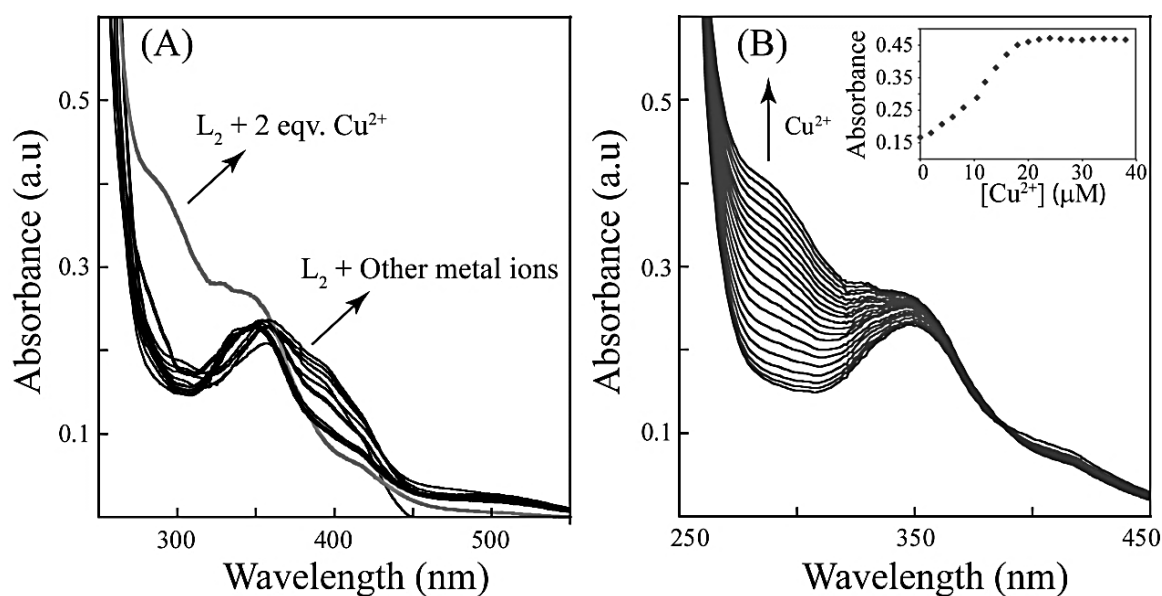 (A)
L₂ + 2 eqv. Cu²⁺
L₂ + Other metal ions
Absorbance (a.u)
0.5
0.3
0.1
300
400
500
Wavelength (nm)
(B)
Cu²⁺
Absorbance (a.u)
0.5
0.3
0.1
250
350
450
Wavelength (nm)
Absorbance
0.45
0.35
0.25
0.15
0
10
20
30
40
[Cu²⁺] (μM)